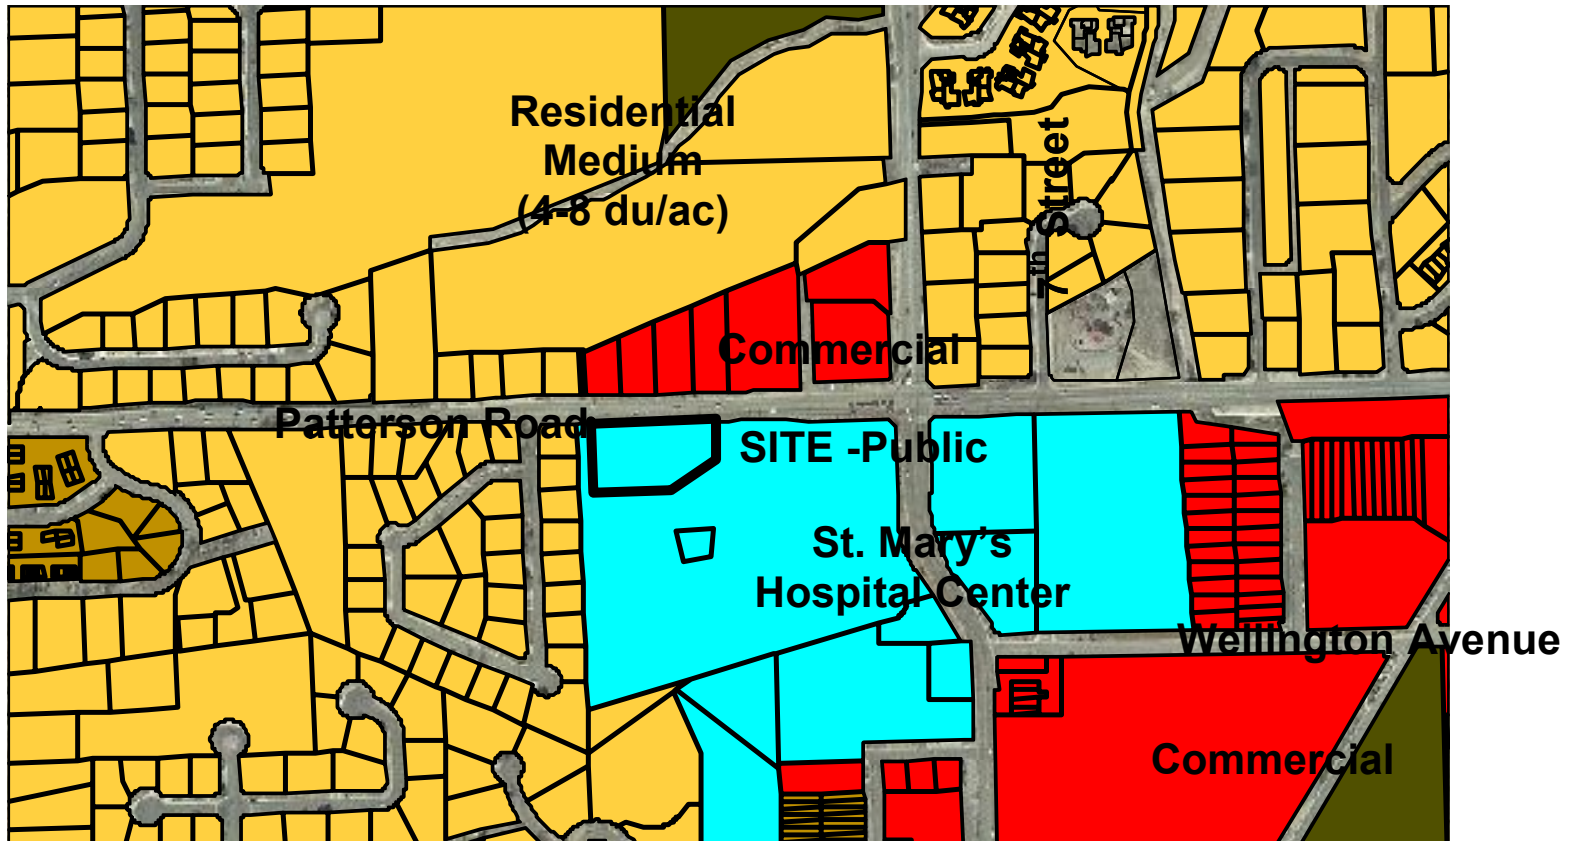 Residential
Medium
(4-8 du/ac)
7th Street
Commercial
Patterson Road
SITE -Public
St. Mary's
Hospital Center
Wellington Avenue
Commercial